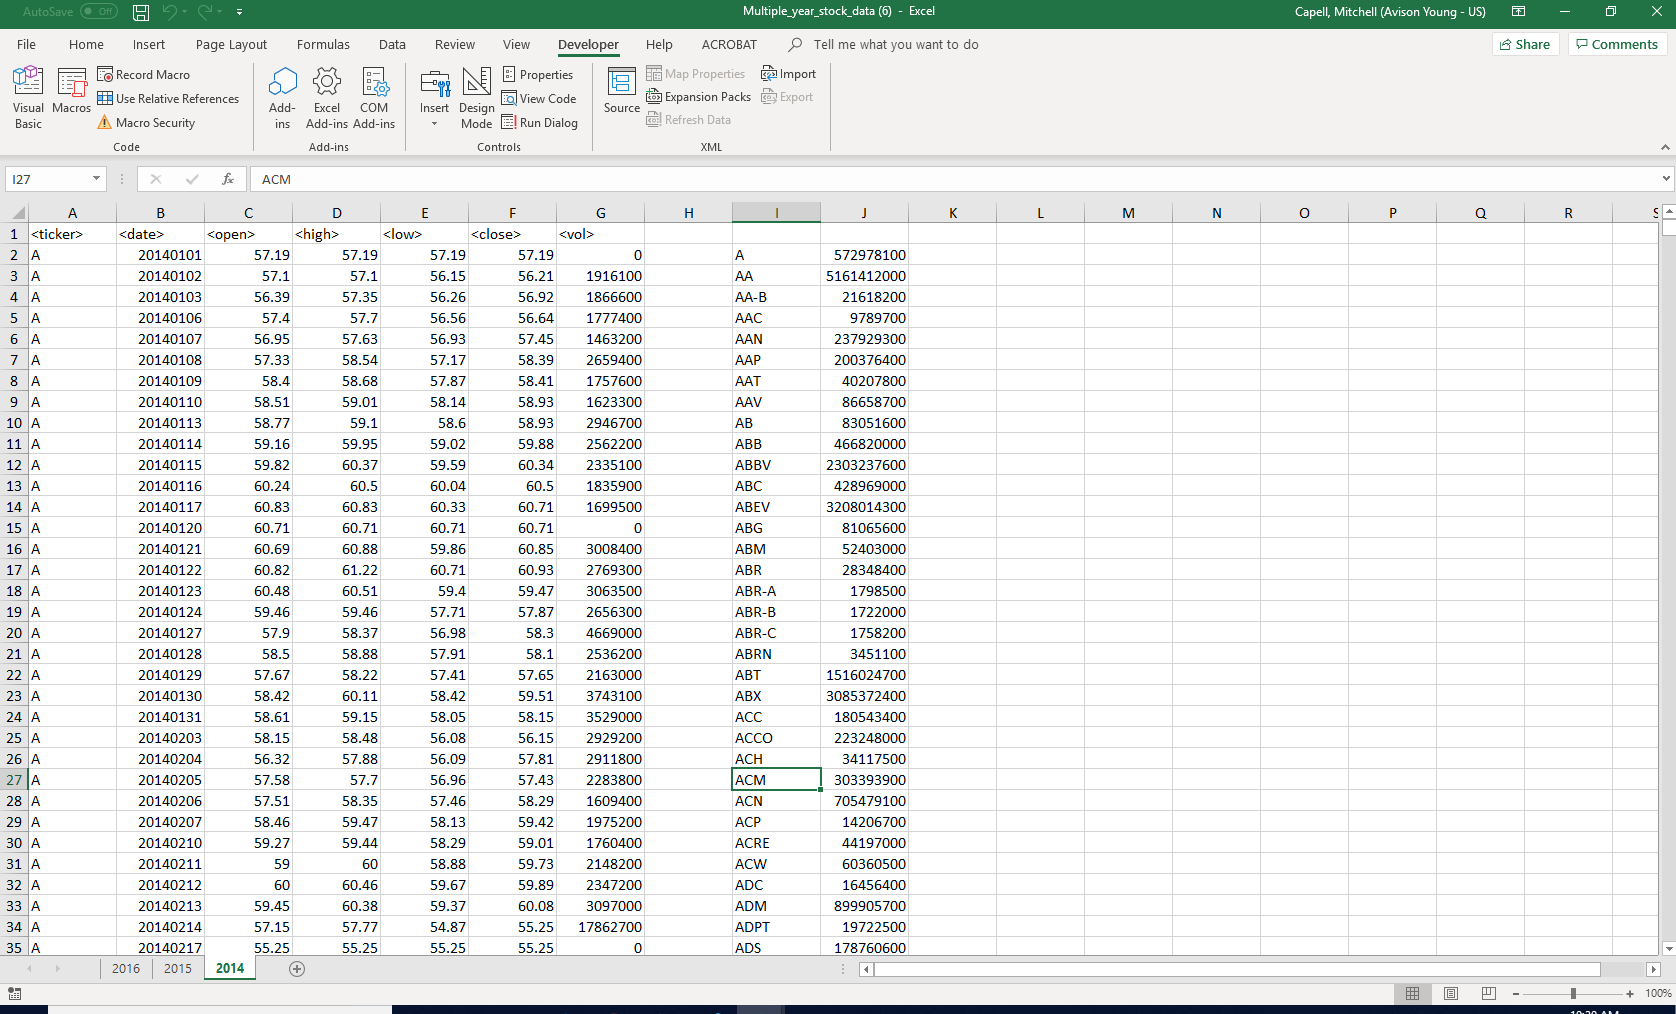 AutoSave Off Multiple_year_stock_data (6) - Excel Capell, Mitchell (Avison Young - US)
File Home Insert Page Layout Formulas Data Review View Developer Help ACROBAT Tell me what you want to do Share Comments
Visual Basic
Macros
Record Macro
Use Relative References
Macro Security
Code
Add-ins
Excel Add-ins
COM Add-ins
Add-ins
Insert
Design Mode
Properties
View Code
Run Dialog
Controls
Source
Map Properties
Expansion Packs
Refresh Data
Import
Export
XML
I27 fx ACM
A B C D E F G H I J K L M N O P Q R S
1 <ticker> <date> <open> <high> <low> <close> <vol>
2 A 20140101 57.19 57.19 57.19 57.19 0 A 572978100
3 A 20140102 57.1 57.1 56.15 56.21 1916100 AA 5161412000
4 A 20140103 56.39 57.35 56.26 56.92 1866600 AA-B 21618200
5 A 20140106 57.4 57.7 56.56 56.64 1777400 AAC 9789700
6 A 20140107 56.95 57.63 56.93 57.45 1463200 AAN 237929300
7 A 20140108 57.33 58.54 57.17 58.39 2659400 AAP 200376400
8 A 20140109 58.4 58.68 57.87 58.41 1757600 AAT 40207800
9 A 20140110 58.51 59.01 58.14 58.93 1623300 AAV 86658700
10 A 20140113 58.77 59.1 58.6 58.93 2946700 AB 83051600
11 A 20140114 59.16 59.95 59.02 59.88 2562200 ABB 466820000
12 A 20140115 59.82 60.37 59.59 60.34 2335100 ABBV 2303237600
13 A 20140116 60.24 60.5 60.04 60.5 1835900 ABC 428969000
14 A 20140117 60.83 60.83 60.33 60.71 1699500 ABEV 3208014300
15 A 20140120 60.71 60.71 60.71 60.71 0 ABG 81065600
16 A 20140121 60.69 60.88 59.86 60.85 3008400 ABM 52403000
17 A 20140122 60.82 61.22 60.71 60.93 2769300 ABR 28348400
18 A 20140123 60.48 60.51 59.4 59.47 3063500 ABR-A 1798500
19 A 20140124 59.46 59.46 57.71 57.87 2656300 ABR-B 1722000
20 A 20140127 57.9 58.37 56.98 58.3 4669000 ABR-C 1758200
21 A 20140128 58.5 58.88 57.91 58.1 2536200 ABRN 3451100
22 A 20140129 57.67 58.22 57.41 57.65 2163000 ABT 1516024700
23 A 20140130 58.42 60.11 58.42 59.51 3743100 ABX 3085372400
24 A 20140131 58.61 59.15 58.05 58.15 3529000 ACC 180543400
25 A 20140203 58.15 58.48 56.08 56.15 2929200 ACCO 223248000
26 A 20140204 56.32 57.88 56.09 57.81 2911800 ACH 34117500
27 A 20140205 57.58 57.7 56.96 57.43 2283800 ACM 303393900
28 A 20140206 57.51 58.35 57.46 58.29 1609400 ACN 705479100
29 A 20140207 58.46 59.47 58.13 59.42 1975200 ACP 14206700
30 A 20140210 59.27 59.44 58.29 59.01 1760400 ACRE 44197000
31 A 20140211 59 60 58.88 59.73 2148200 ACW 60360500
32 A 20140212 60 60.46 59.67 59.89 2347200 ADC 16456400
33 A 20140213 59.45 60.38 59.37 60.08 3097000 ADM 899905700
34 A 20140214 57.15 57.77 54.87 55.25 17862700 ADPT 19722500
35 A 20140217 55.25 55.25 55.25 55.25 0 ADS 178760600
2016 2015 2014
100%